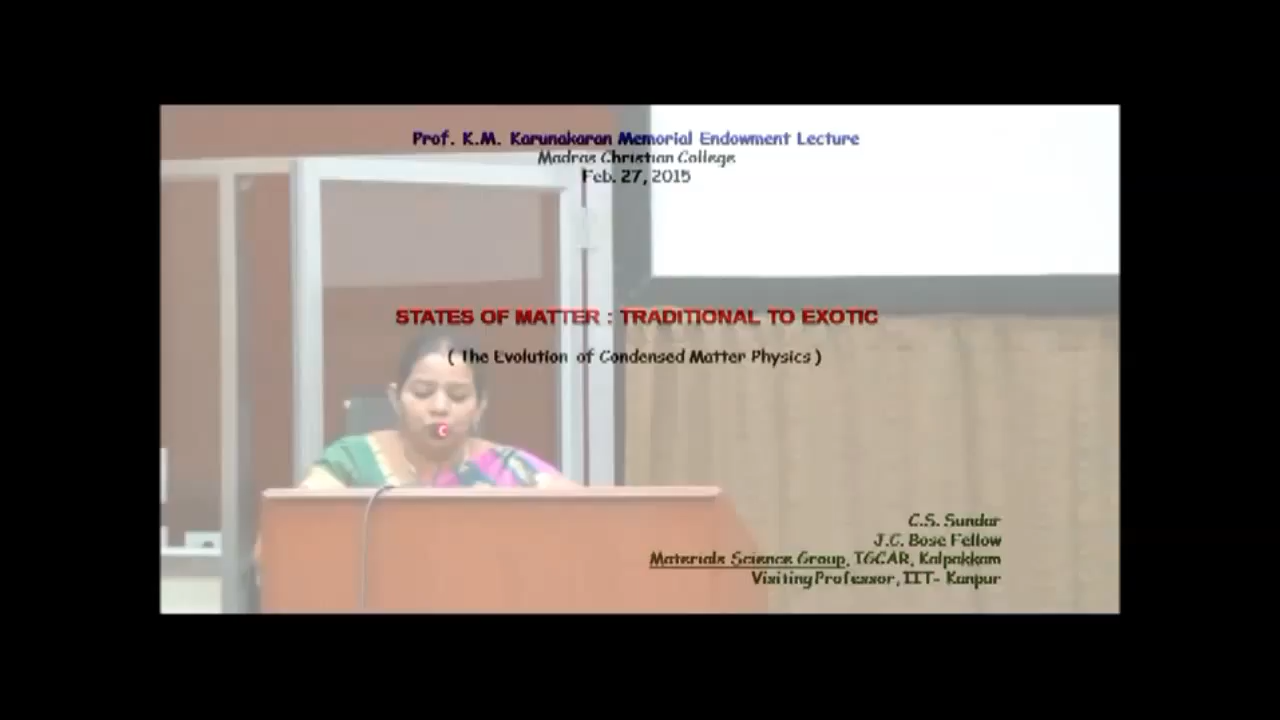 Prof. K.M. Karunakaran Memorial Endowment Lecture
Madras Christian College
Feb. 27, 2015
STATES OF MATTER : TRADITIONAL TO EXOTIC
( The Evolution of Condensed Matter Physics )
C.S. Sundar
J.C. Bose Fellow
Materials Science Group, IGCAR, Kalpakkam
Visiting Professor, IIT- Kanpur